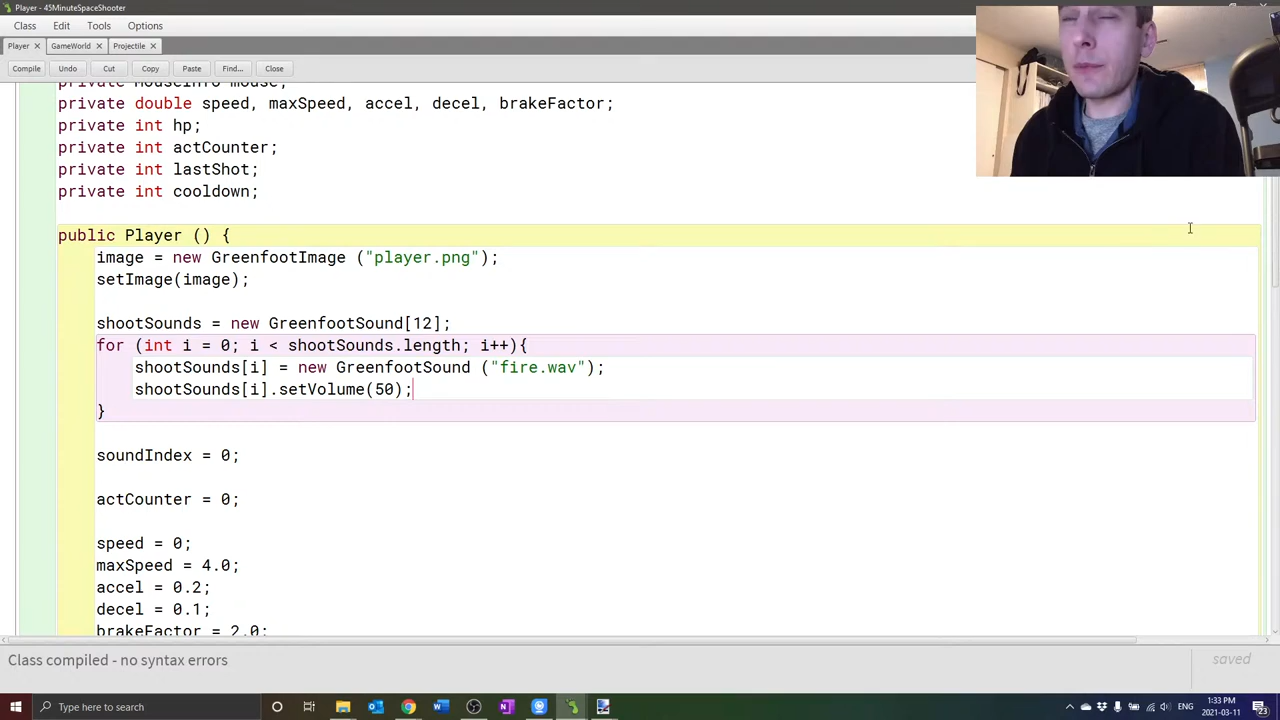 Player - 45MinuteSpaceShooter
Class Edit Tools Options
Player × GameWorld × Projectile ×
Compile Undo Cut Copy Paste Find... Close
private MouseInfo mouse;
private double speed, maxSpeed, accel, decel, brakeFactor;
private int hp;
private int actCounter;
private int lastShot;
private int cooldown;
public Player () {
image = new GreenfootImage ("player.png");
setImage(image);
shootSounds = new GreenfootSound[12];
for (int i = 0; i < shootSounds.length; i++){
shootSounds[i] = new GreenfootSound ("fire.wav");
shootSounds[i].setVolume(50);
}
soundIndex = 0;
actCounter = 0;
speed = 0;
maxSpeed = 4.0;
accel = 0.2;
decel = 0.1;
brakeFactor = 2.0;
Class compiled - no syntax errors
saved
Type here to search
ENG
1:33 PM
2021-03-11
23